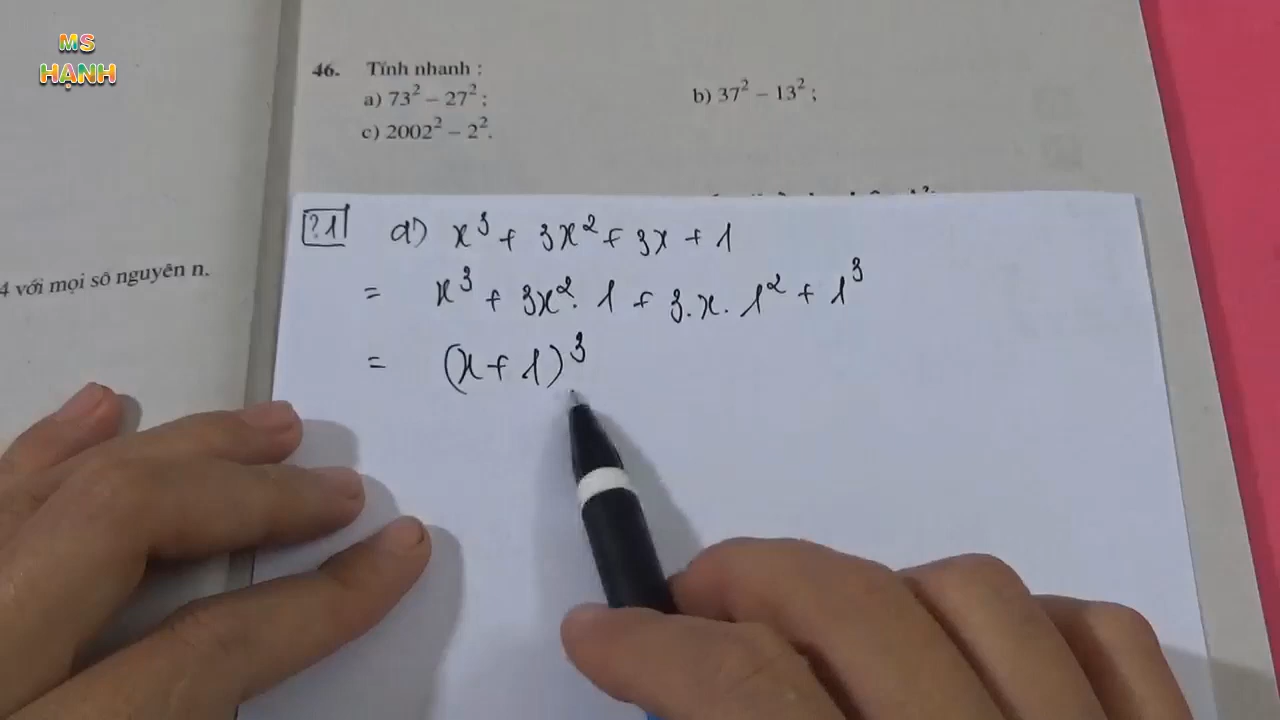 MS
HẠNH
46. Tính nhanh :
a) 73² – 27² ;
b) 37² – 13² ;
c) 2002² – 2².
4 với mọi số nguyên n.
?1 a) x³ + 3x² + 3x + 1
= x³ + 3x² . 1 + 3 . x . 1² + 1³
= (x + 1)³